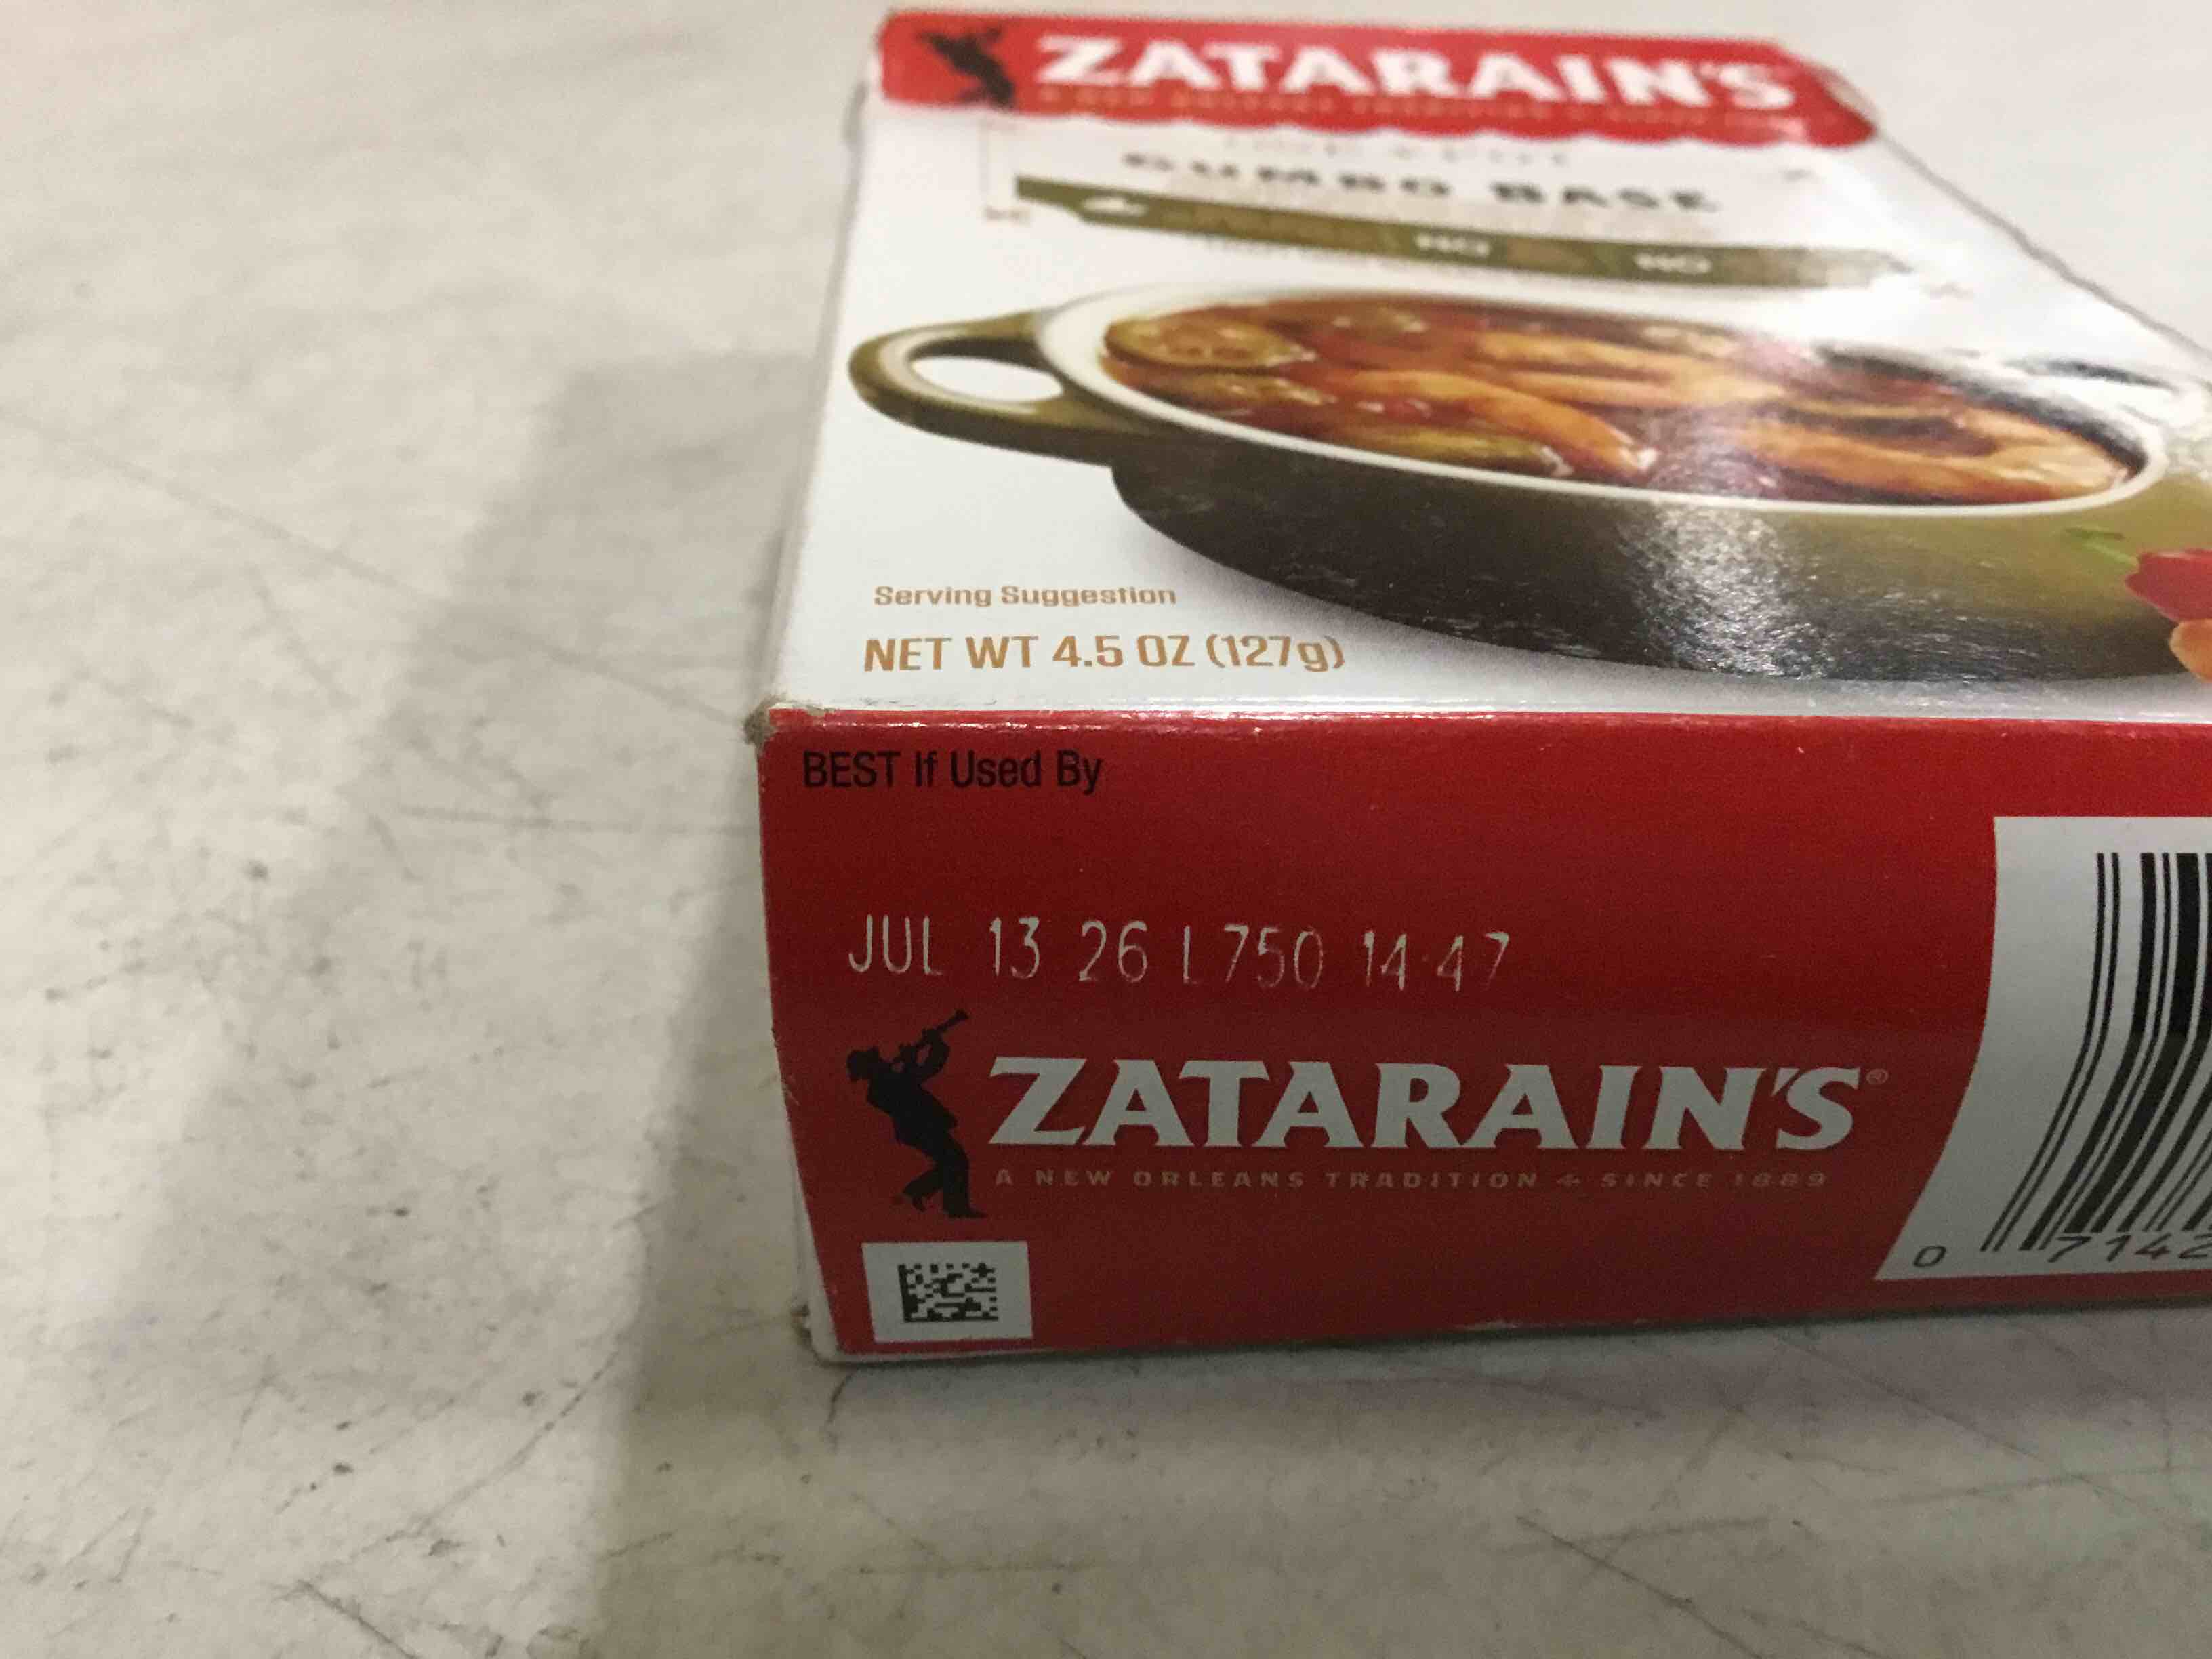 ZATARAIN'S
GUMBO BASE
NO NO
Serving Suggestion
NET WT 4.5 OZ (127g)
BEST If Used By
JUL 13 26 L750 14:47
ZATARAIN'S®
A NEW ORLEANS TRADITION SINCE 1889
0 7142